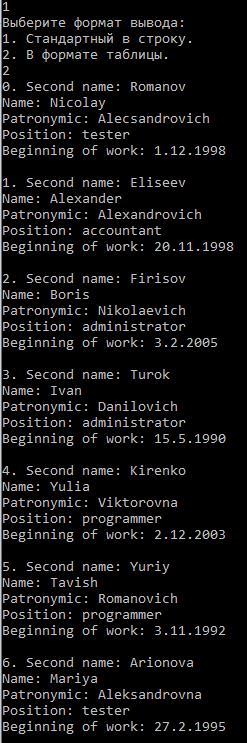 1
Выберите формат вывода:
1. Стандартный в строку.
2. В формате таблицы.
2
0. Second name: Romanov
Name: Nicolay
Patronymic: Alecsandrovich
Position: tester
Beginning of work: 1.12.1998
1. Second name: Eliseev
Name: Alexander
Patronymic: Alexandrovich
Position: accountant
Beginning of work: 20.11.1998
2. Second name: Firisov
Name: Boris
Patronymic: Nikolaevich
Position: administrator
Beginning of work: 3.2.2005
3. Second name: Turok
Name: Ivan
Patronymic: Danilovich
Position: administrator
Beginning of work: 15.5.1990
4. Second name: Kirenko
Name: Yulia
Patronymic: Viktorovna
Position: programmer
Beginning of work: 2.12.2003
5. Second name: Yuriy
Name: Tavish
Patronymic: Romanovich
Position: programmer
Beginning of work: 3.11.1992
6. Second name: Arionova
Name: Mariya
Patronymic: Aleksandrovna
Position: tester
Beginning of work: 27.2.1995